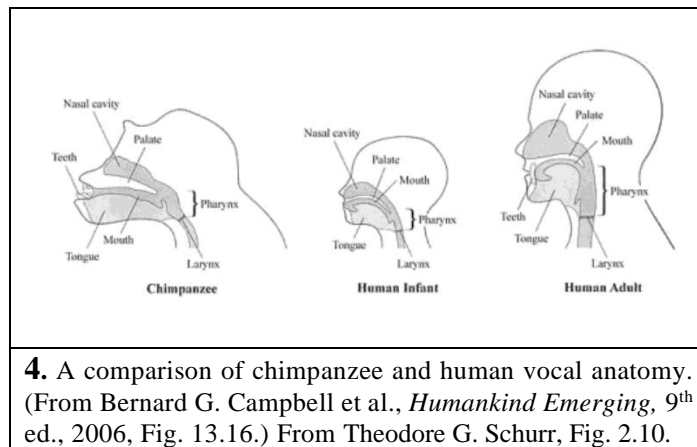 Nasal cavity
Palate
Teeth
Pharynx
Mouth
Tongue
Larynx
Chimpanzee
Nasal cavity
Palate
Mouth
Pharynx
Tongue
Larynx
Human Infant
Nasal cavity
Palate
Mouth
Pharynx
Teeth
Tongue
Larynx
Human Adult
4. A comparison of chimpanzee and human vocal anatomy.
(From Bernard G. Campbell et al., Humankind Emerging, 9th
ed., 2006, Fig. 13.16.) From Theodore G. Schurr, Fig. 2.10.